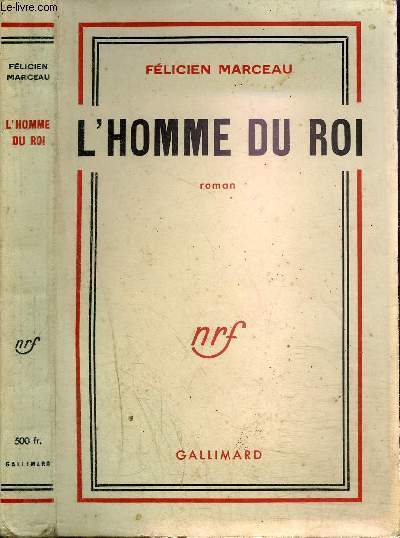 Le-livre.com
FÉLICIEN
MARCEAU
L'HOMME
DU ROI
nrf
500 fr.
GALLIMARD
FÉLICIEN MARCEAU
L'HOMME DU ROI
roman
nrf
GALLIMARD